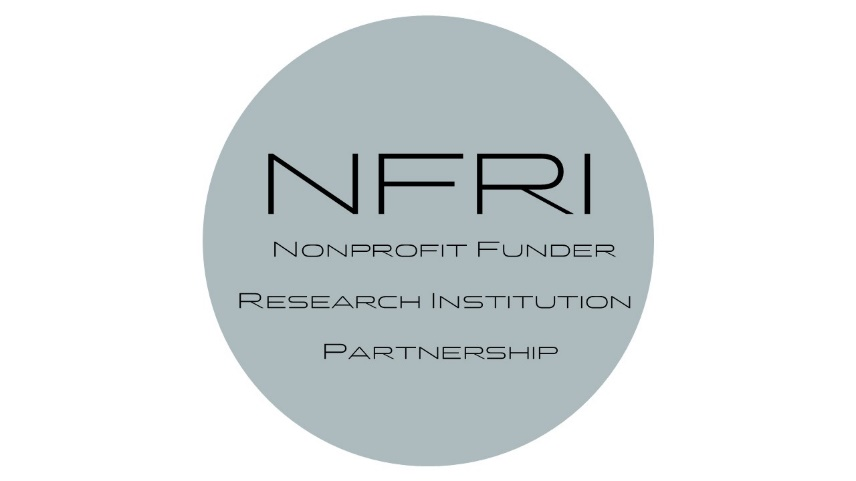 NFRI
Nonprofit Funder
Research Institution
Partnership